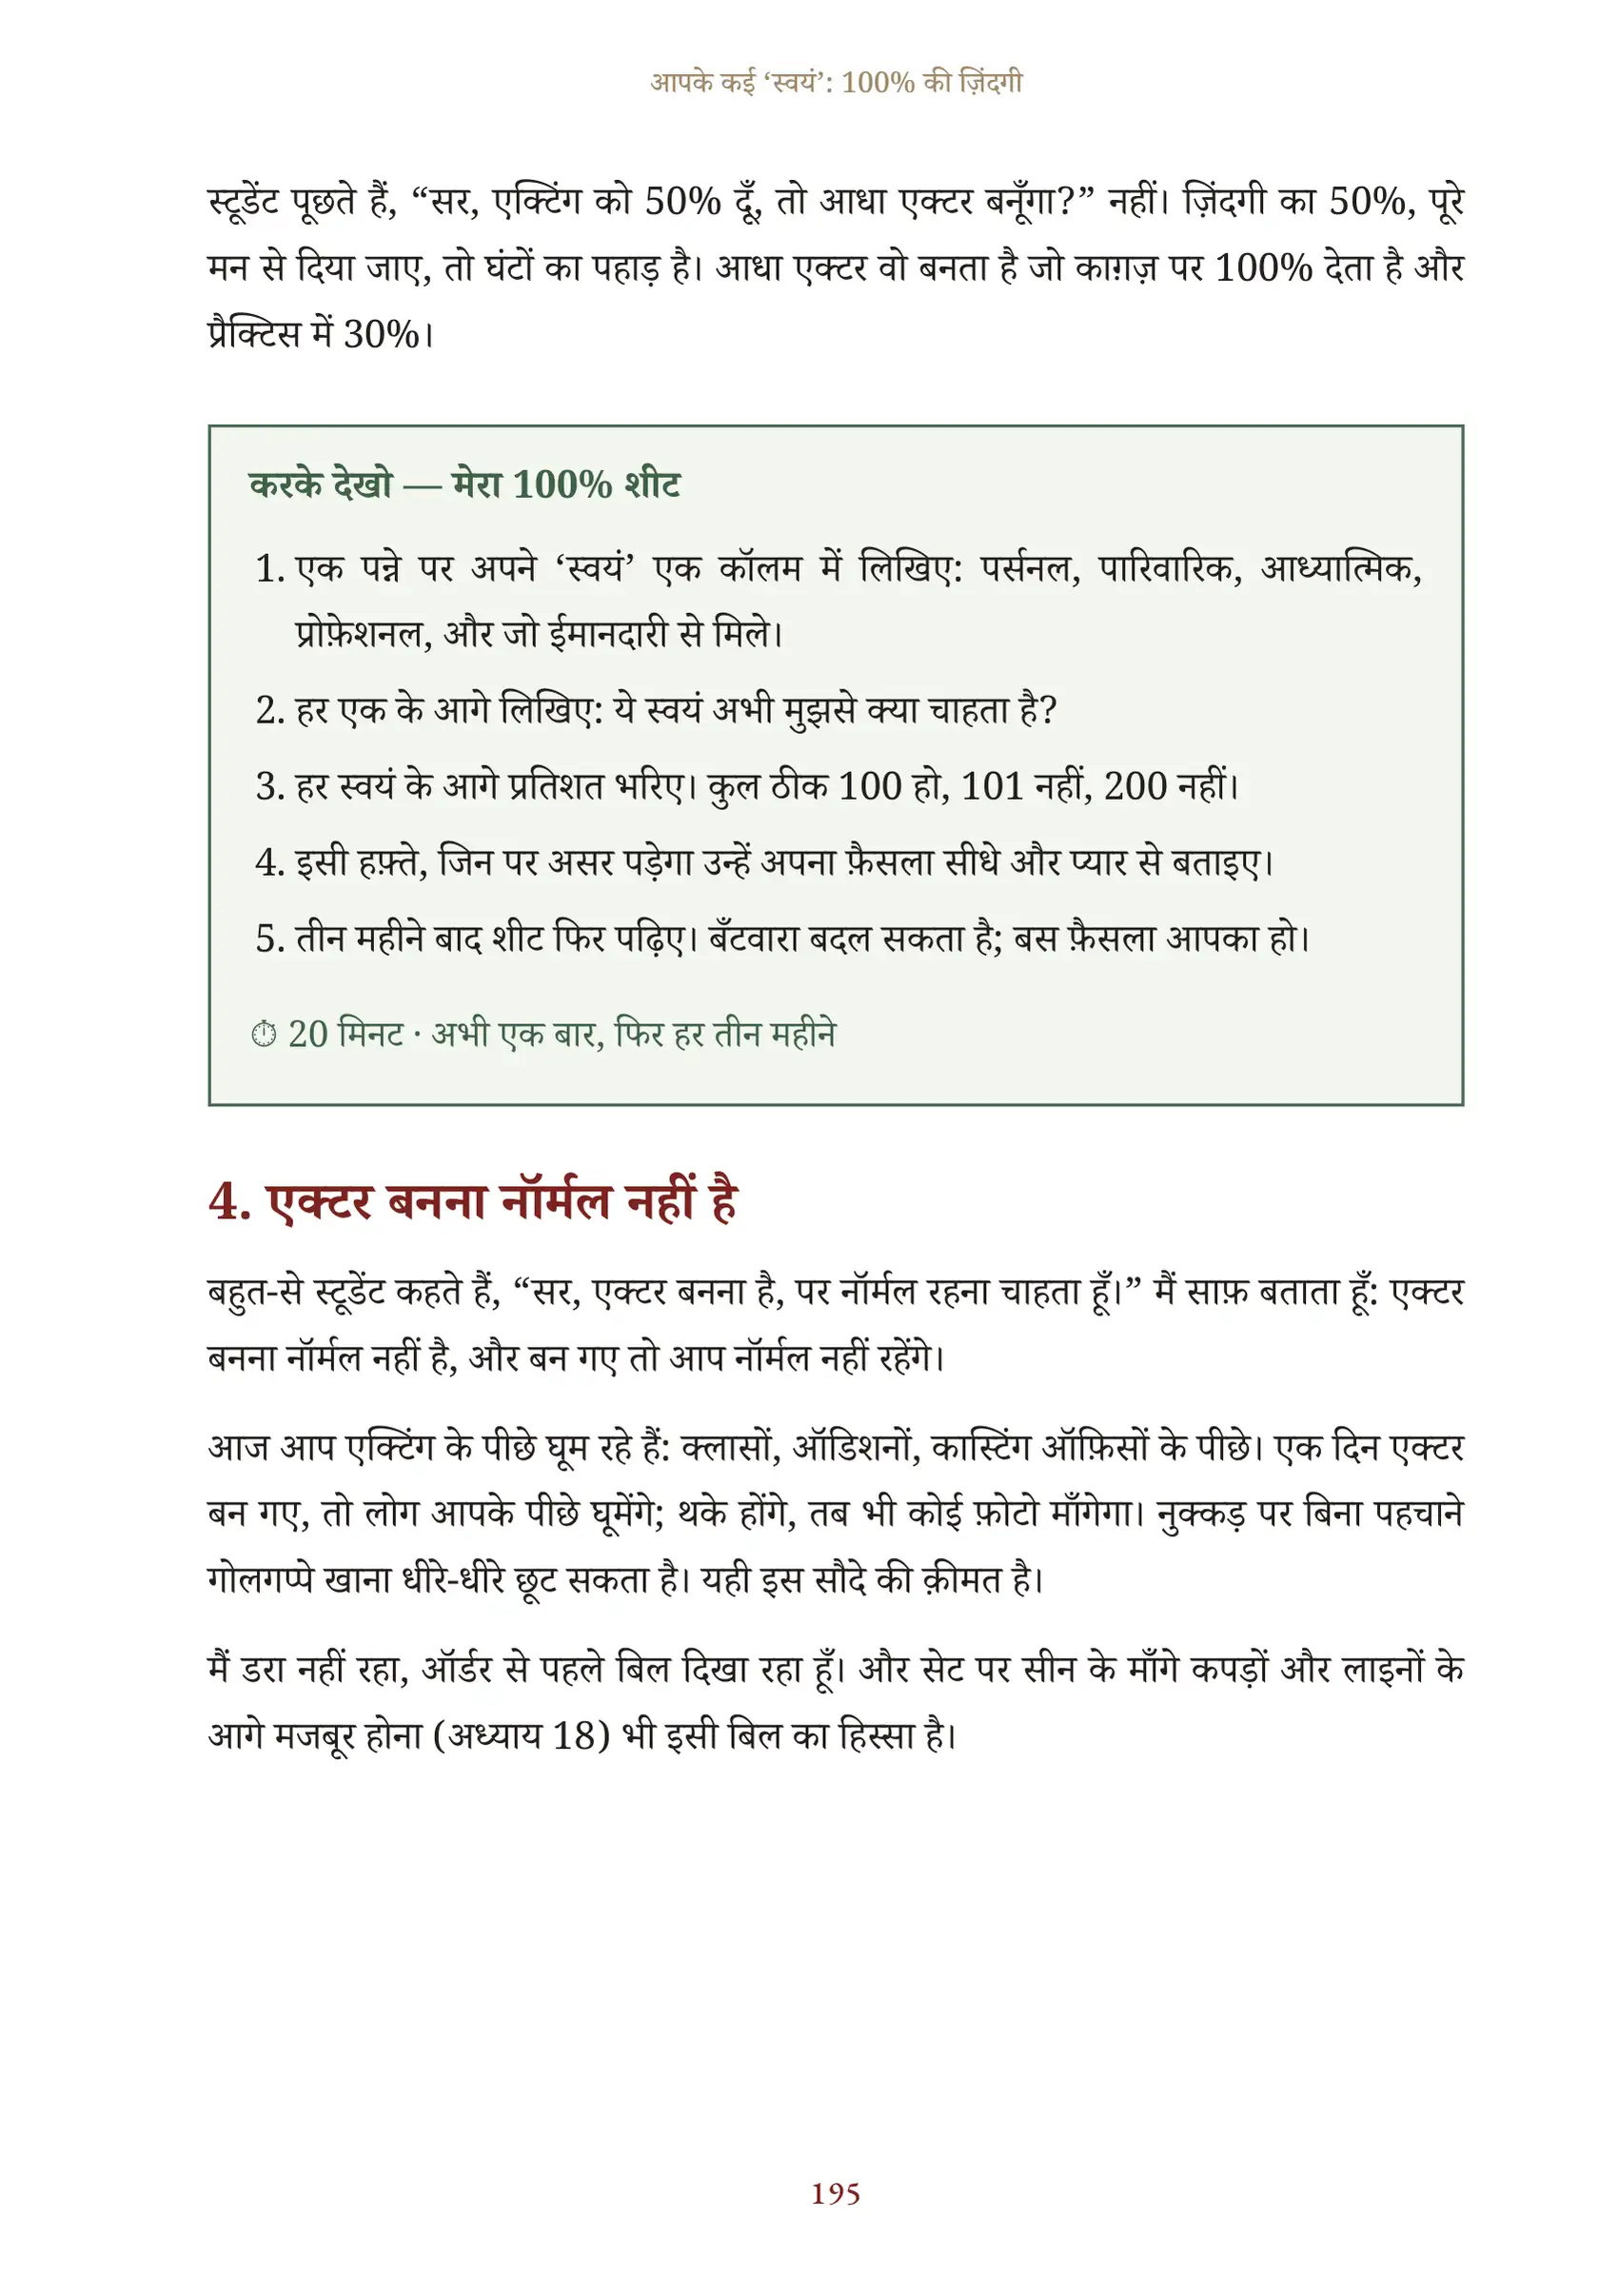 आपके कई ‘स्वयं’: 100% की ज़िंदगी
स्टूडेंट पूछते हैं, “सर, एक्टिंग को 50% दूँ, तो आधा एक्टर बनूँगा?” नहीं। ज़िंदगी का 50%, पूरे
मन से दिया जाए, तो घंटों का पहाड़ है। आधा एक्टर वो बनता है जो काग़ज़ पर 100% देता है और
प्रैक्टिस में 30%।
करके देखो — मेरा 100% शीट
1. एक पन्ने पर अपने ‘स्वयं’ एक कॉलम में लिखिए: पर्सनल, पारिवारिक, आध्यात्मिक,
प्रोफ़ेशनल, और जो ईमानदारी से मिले।
2. हर एक के आगे लिखिए: ये स्वयं अभी मुझसे क्या चाहता है?
3. हर स्वयं के आगे प्रतिशत भरिए। कुल ठीक 100 हो, 101 नहीं, 200 नहीं।
4. इसी हफ़्ते, जिन पर असर पड़ेगा उन्हें अपना फ़ैसला सीधे और प्यार से बताइए।
5. तीन महीने बाद शीट फिर पढ़िए। बँटवारा बदल सकता है; बस फ़ैसला आपका हो।
⏱ 20 मिनट · अभी एक बार, फिर हर तीन महीने
4. एक्टर बनना नॉर्मल नहीं है
बहुत-से स्टूडेंट कहते हैं, “सर, एक्टर बनना है, पर नॉर्मल रहना चाहता हूँ।” मैं साफ़ बताता हूँ: एक्टर
बनना नॉर्मल नहीं है, और बन गए तो आप नॉर्मल नहीं रहेंगे।
आज आप एक्टिंग के पीछे घूम रहे हैं: क्लासों, ऑडिशनों, कास्टिंग ऑफ़िसों के पीछे। एक दिन एक्टर
बन गए, तो लोग आपके पीछे घूमेंगे; थके होंगे, तब भी कोई फ़ोटो माँगेगा। नुक्कड़ पर बिना पहचाने
गोलगप्पे खाना धीरे-धीरे छूट सकता है। यही इस सौदे की क़ीमत है।
मैं डरा नहीं रहा, ऑर्डर से पहले बिल दिखा रहा हूँ। और सेट पर सीन के माँगे कपड़ों और लाइनों के
आगे मजबूर होना (अध्याय 18) भी इसी बिल का हिस्सा है।
195